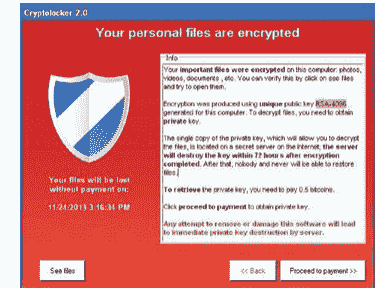 Cryptolocker 2.0
Your personal files are encrypted
Info
Your important files were encrypted on this computer: photos,
videos, documents , etc. You can verify this by click on see files
and try to open them.
Encryption was produced using unique public key RSA-4096
generated for this computer. To decrypt files, you need to obtain
private key.
The single copy of the private key, which will allow you to decrypt
the files, is located on a secret server on the Internet; the server
will destroy the key within 72 hours after encryption
completed. After that, nobody and never will be able to restore
files.
To retrieve the private key, you need to pay 0.5 bitcoins.
Click proceed to payment to obtain private key.
Any attempt to remove or damage this software will lead
to immediate private key destruction by server.
Your files will be lost
without payment on:
11-24-2013 3:16:34 PM
See files
<< Back
Proceed to payment >>